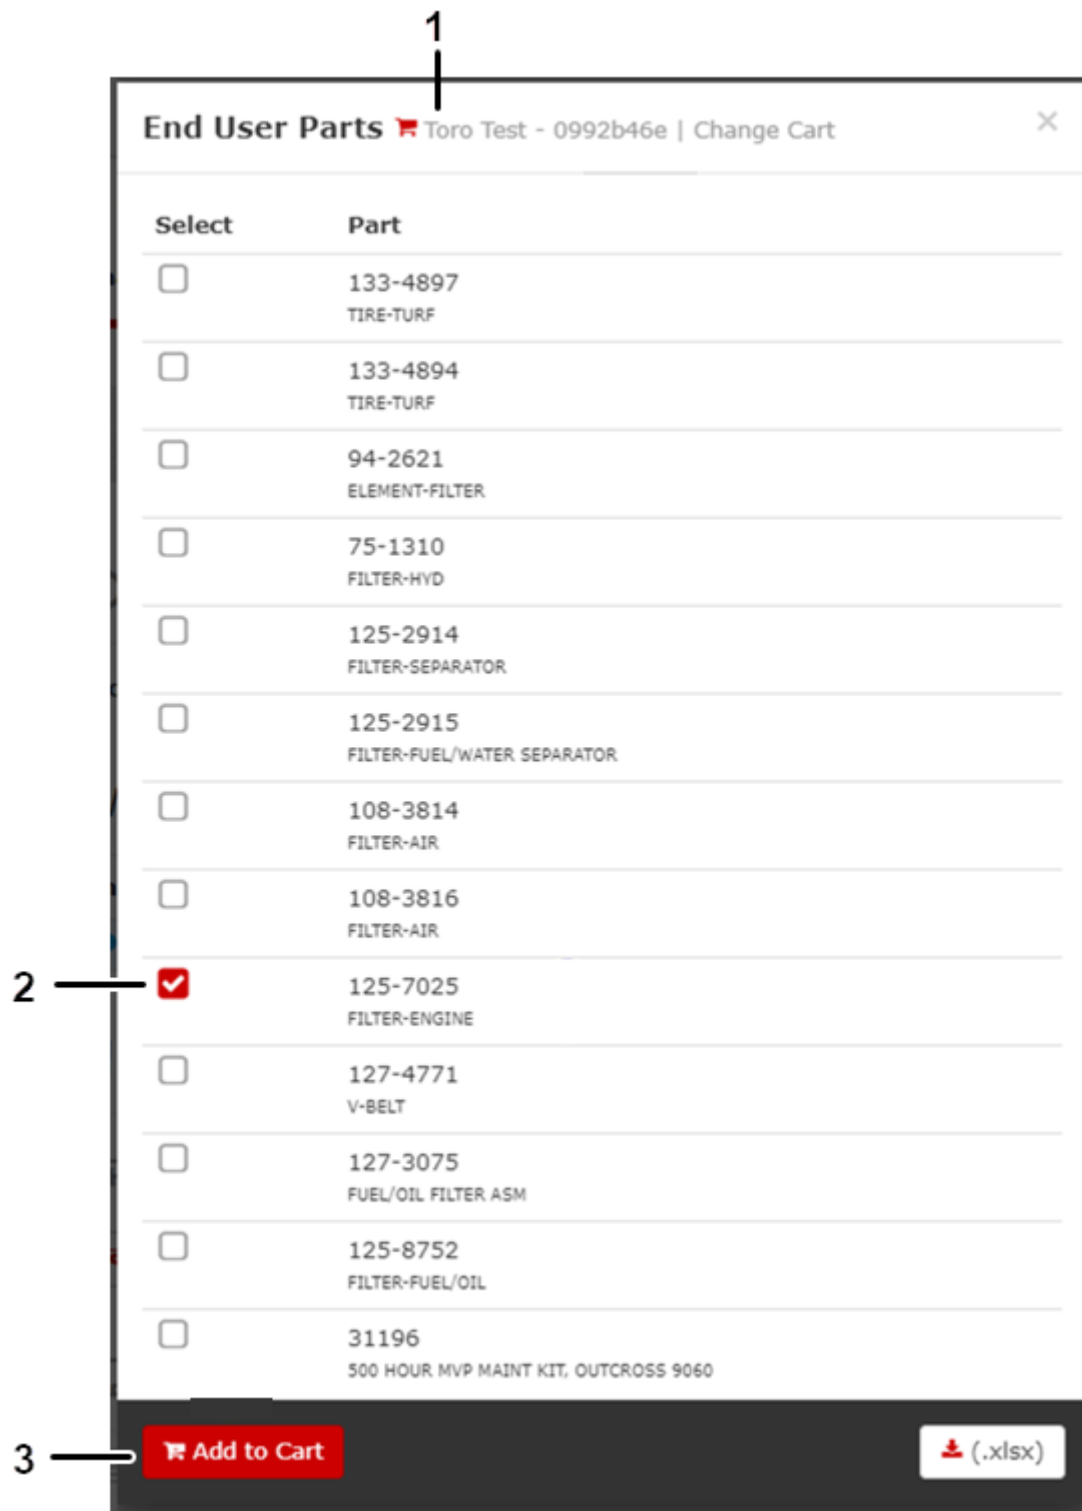 1
End User Parts Toro Test - 0992b46e | Change Cart ×
Select Part
133-4897
TIRE-TURF
133-4894
TIRE-TURF
94-2621
ELEMENT-FILTER
75-1310
FILTER-HYD
125-2914
FILTER-SEPARATOR
125-2915
FILTER-FUEL/WATER SEPARATOR
108-3814
FILTER-AIR
108-3816
FILTER-AIR
2
125-7025
FILTER-ENGINE
127-4771
V-BELT
127-3075
FUEL/OIL FILTER ASM
125-8752
FILTER-FUEL/OIL
31196
500 HOUR MVP MAINT KIT, OUTCROSS 9060
3 Add to Cart (.xlsx)